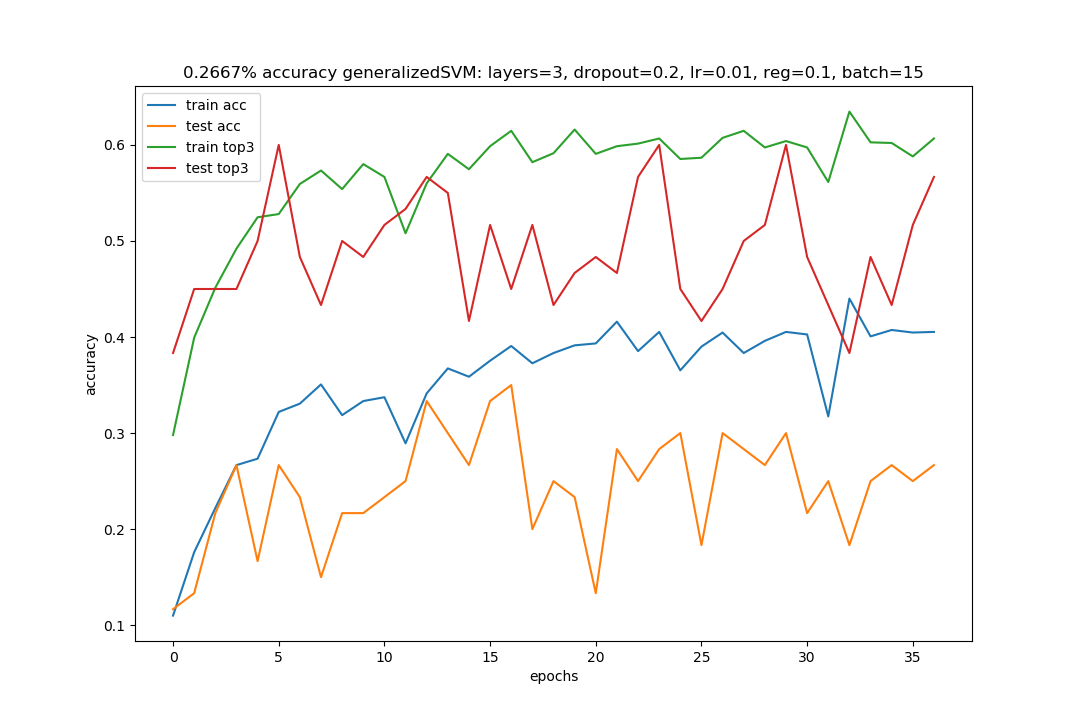 0.2667% accuracy generalizedSVM: layers=3, dropout=0.2, lr=0.01, reg=0.1, batch=15
train acc
test acc
train top3
test top3
0.6
0.5
0.4
0.3
0.2
0.1
accuracy
0 5 10 15 20 25 30 35
epochs